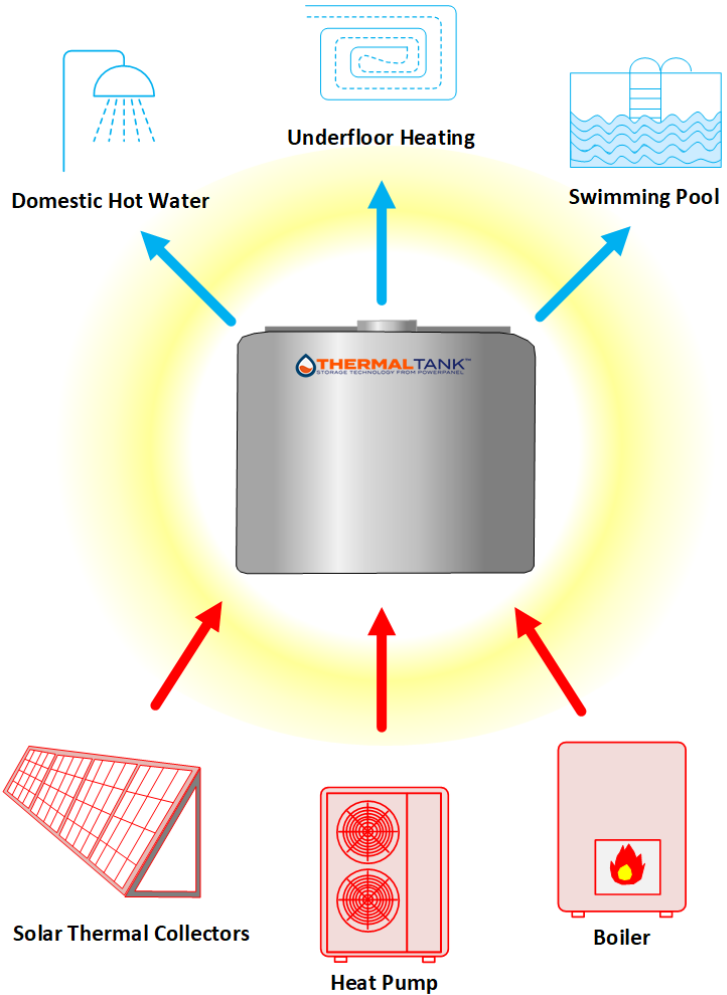 Underfloor Heating
Domestic Hot Water
Swimming Pool
THERMALTANK™
STORAGE TECHNOLOGY FROM POWERPANEL
Solar Thermal Collectors
Heat Pump
Boiler